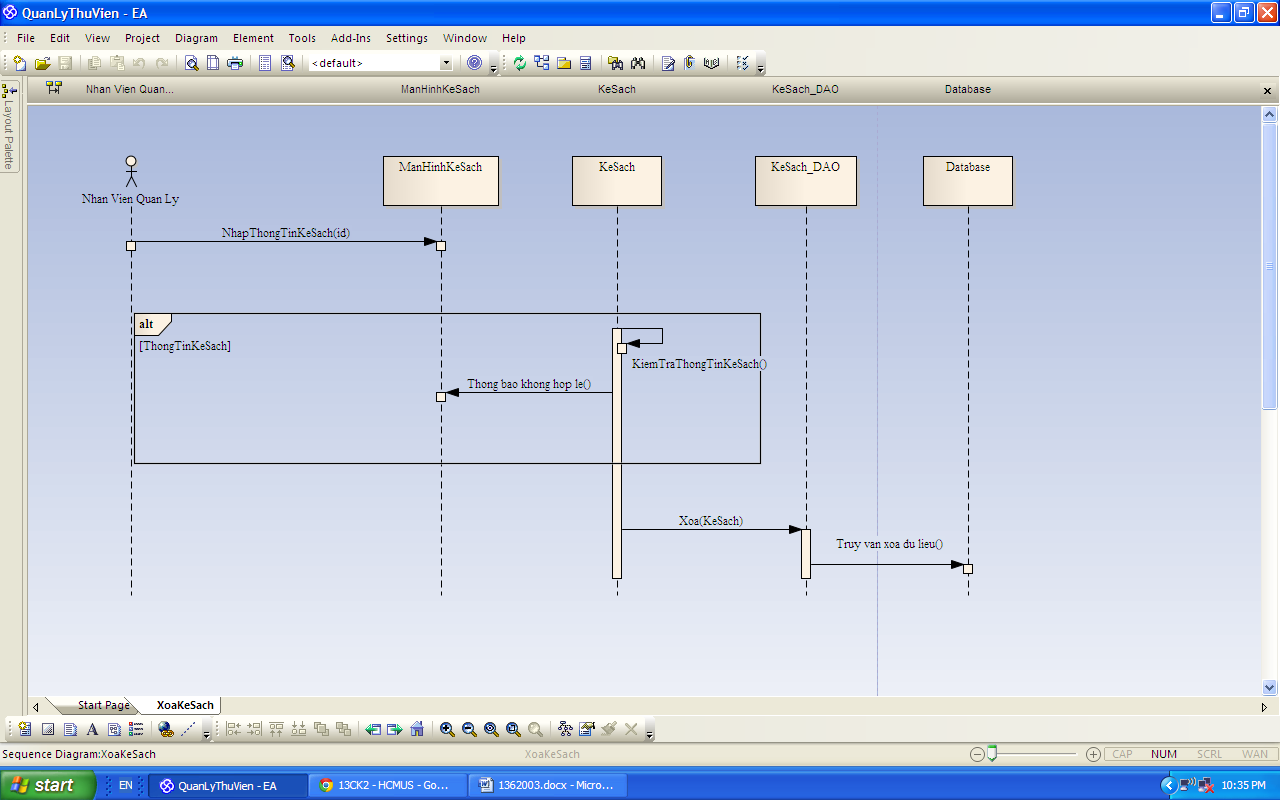 QuanLyThuVien - EA
File Edit View Project Diagram Element Tools Add-Ins Settings Window Help
<default>
Layout Palette
Nhan Vien Quan... ManHinhKeSach KeSach KeSach_DAO Database
ManHinhKeSach KeSach KeSach_DAO Database
Nhan Vien Quan Ly
NhapThongTinKeSach(id)
alt
[ThongTinKeSach]
KiemTraThongTinKeSach()
Thong bao khong hop le()
Xoa(KeSach)
Truy van xoa du lieu()
Start Page XoaKeSach
Sequence Diagram:XoaKeSach XoaKeSach CAP NUM SCRL WAN
start EN QuanLyThuVien - EA 13CK2 - HCMUS - Go... 1362003.docx - Micro... 10:35 PM